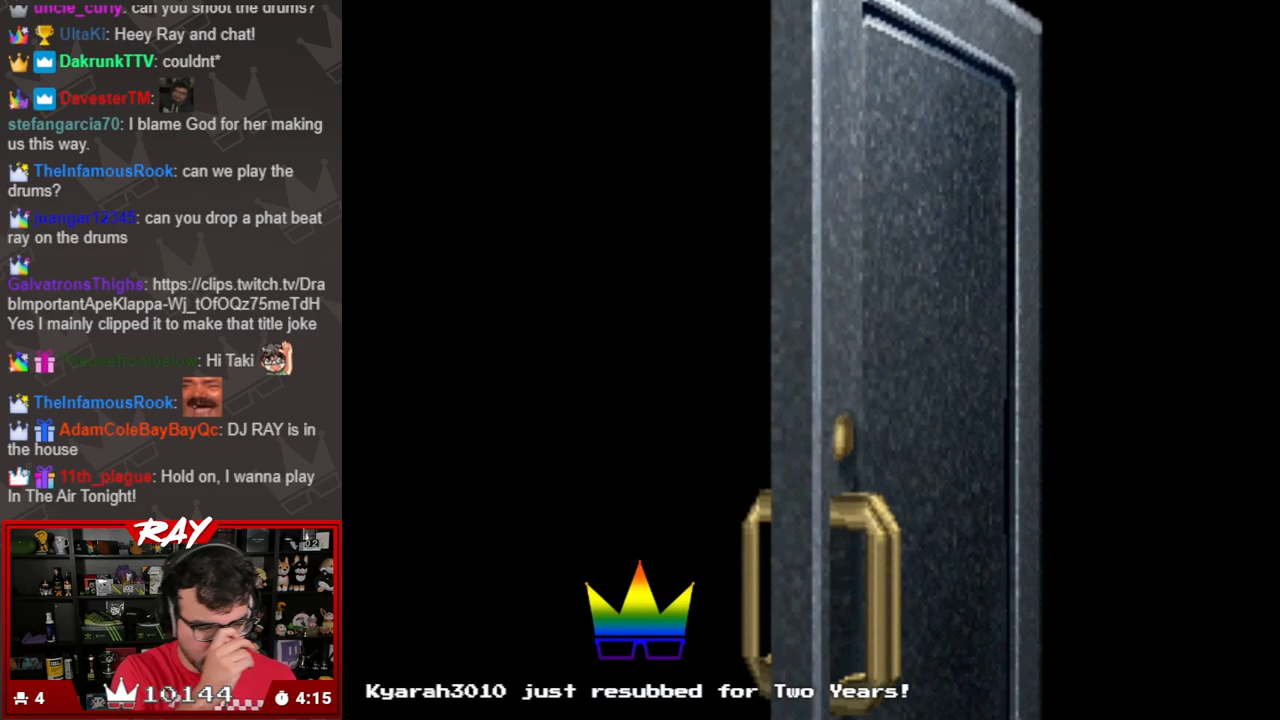 uncle_curly: can you shoot the drums?
UltaKi: Heey Ray and chat!
DakrunkTTV: couldnt*
DavesterTM:
stefangarcia70: I blame God for her making
us this way.
TheInfamousRook: can we play the
drums?
juangar12345: can you drop a phat beat
ray on the drums
GalvatronsThighs: https://clips.twitch.tv/Dra
bImportantApeKlappa-Wj_tOfOQz75meTdH
Yes I mainly clipped it to make that title joke
: Hi Taki
TheInfamousRook:
AdamColeBayBayQc: DJ RAY is in
the house
11th_plague: Hold on, I wanna play
In The Air Tonight!
RAY
4
10144
4:15
Kyarah3010 just resubbed for Two Years!